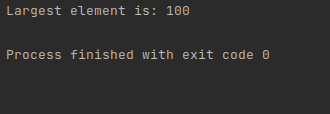 Largest element is: 100
Process finished with exit code 0